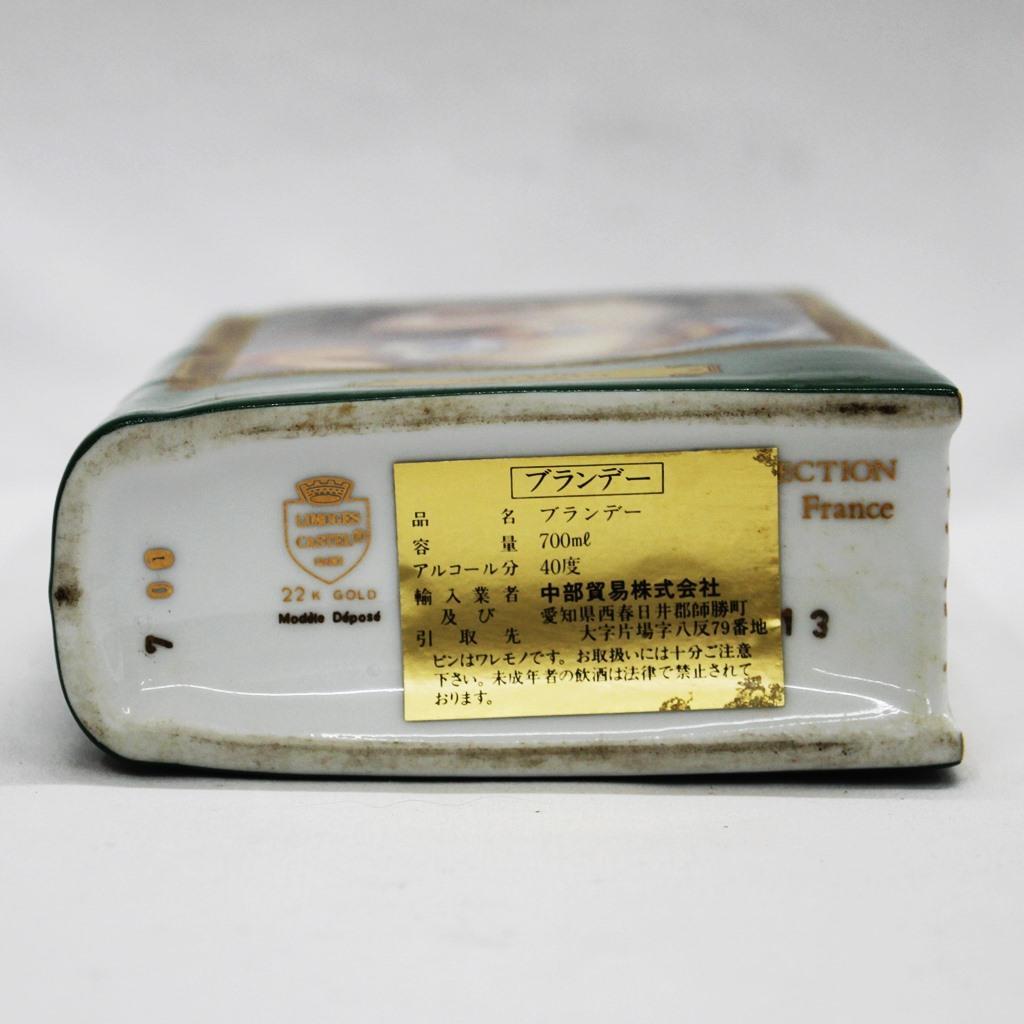 ブランデー
品 名 ブランデー
容 量 700mℓ
アルコール分 40度
輸入業者 中部貿易株式会社
及び 愛知県西春日井郡師勝町
引取先 大字片場字八反79番地
ビンはワレモノです。お取扱いには十分ご注意
下さい。未成年者の飲酒は法律で禁止されて
おります。
LIMOGES
CASTEL
22 K GOLD
Modèle Déposé
700
ECTION
France
13